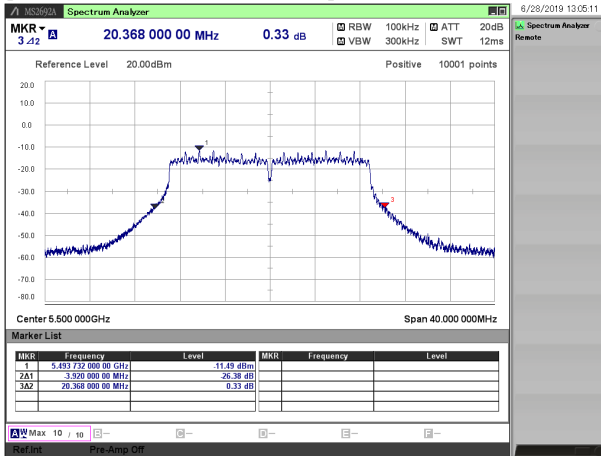 MS2692A Spectrum Analyzer
6/28/2019 13:05:11
MKR A 20.368 000 00 MHz 0.33 dB
3 Δ2
M RBW 100kHz M ATT 20dB
M VBW 300kHz SWT 12ms
Spectrum Analyzer
Remote
Reference Level 20.00dBm Positive 10001 points
20.0
10.0
0.0
-10.0
1
-20.0
-30.0
3
-40.0
-50.0
-60.0
-70.0
-80.0
Center 5.500 000GHz Span 40.000 000MHz
Marker List
MKR Frequency Level MKR Frequency Level
1 5.493 732 000 00 GHz -11.49 dBm
2Δ1 -3.920 000 00 MHz -26.38 dB
3Δ2 20.368 000 00 MHz 0.33 dB
A W Max 10 / 10 B -- C -- D -- E -- F --
Ref.Int Pre-Amp Off